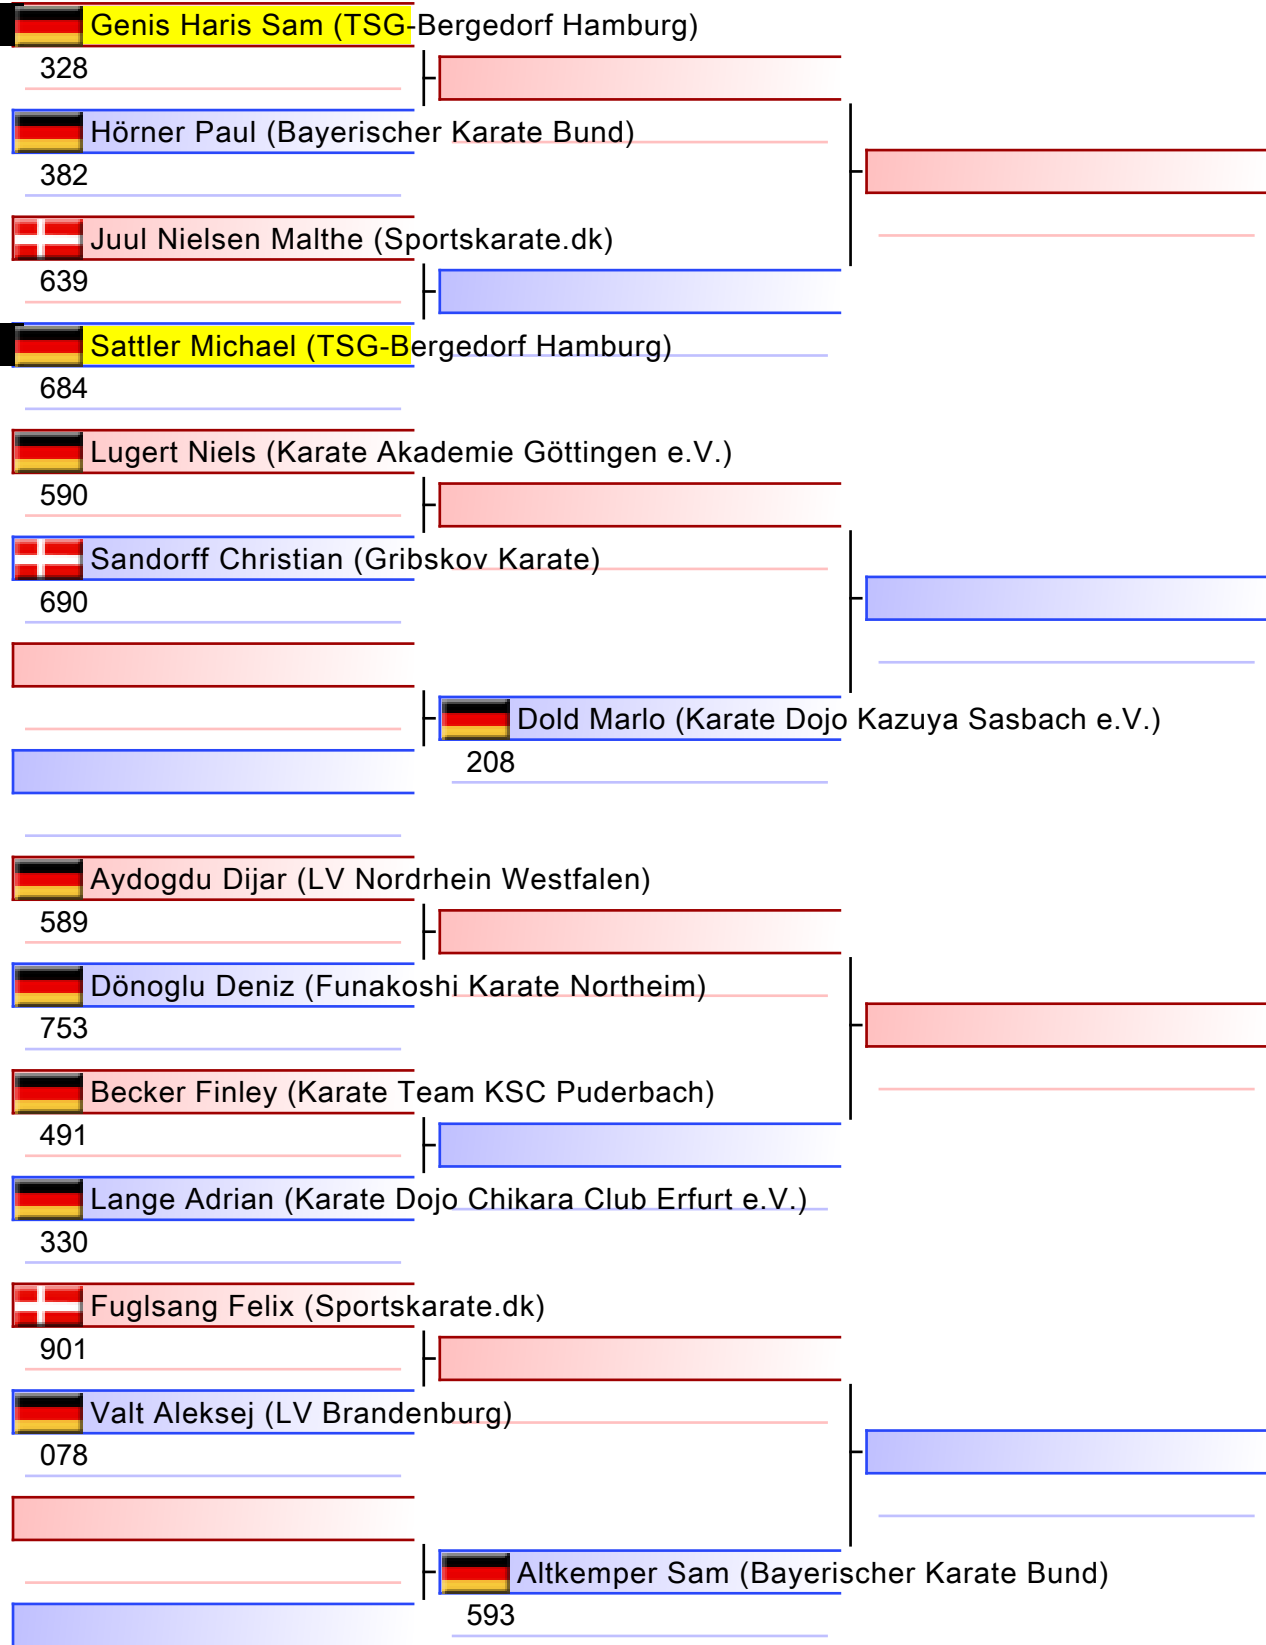 Genis Haris Sam (TSG-Bergedorf Hamburg)
328
Hörner Paul (Bayerischer Karate Bund)
382
Juul Nielsen Malthe (Sportskarate.dk)
639
Sattler Michael (TSG-Bergedorf Hamburg)
684
Lugert Niels (Karate Akademie Göttingen e.V.)
590
Sandorff Christian (Gribskov Karate)
690
Dold Marlo (Karate Dojo Kazuya Sasbach e.V.)
208
Aydogdu Dijar (LV Nordrhein Westfalen)
589
Dönoglu Deniz (Funakoshi Karate Northeim)
753
Becker Finley (Karate Team KSC Puderbach)
491
Lange Adrian (Karate Dojo Chikara Club Erfurt e.V.)
330
Fuglsang Felix (Sportskarate.dk)
901
Valt Aleksej (LV Brandenburg)
078
Altkemper Sam (Bayerischer Karate Bund)
593